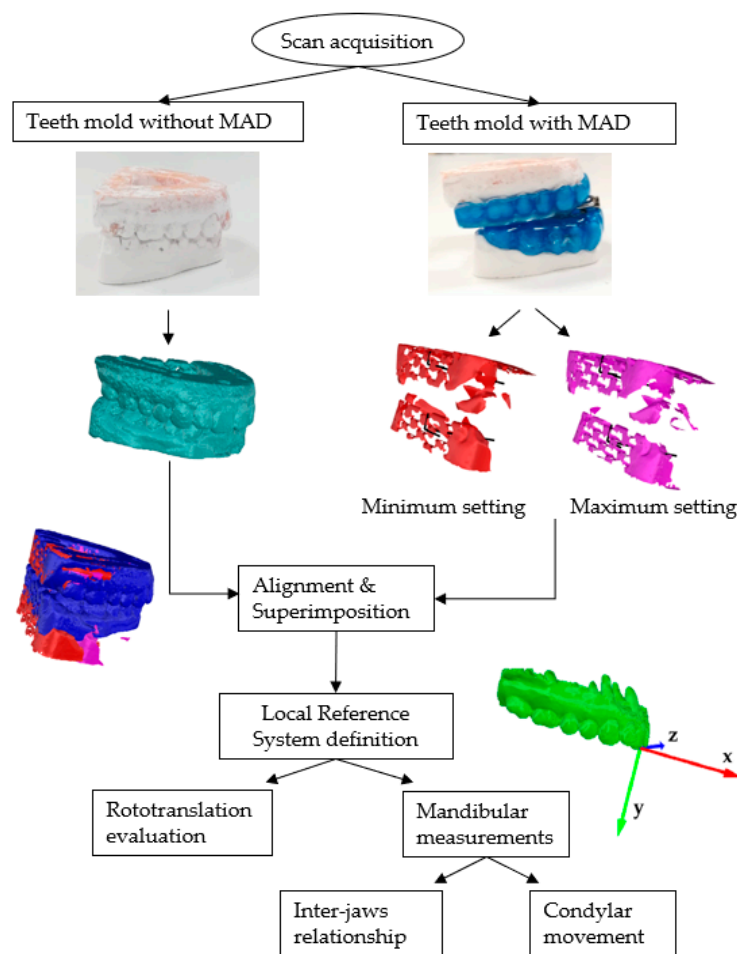 Scan acquisition
Teeth mold without MAD
Teeth mold with MAD
Minimum setting
Maximum setting
Alignment &
Superimposition
Local Reference
System definition
z
x
y
Rototranslation
evaluation
Mandibular
measurements
Inter-jaws
relationship
Condylar
movement